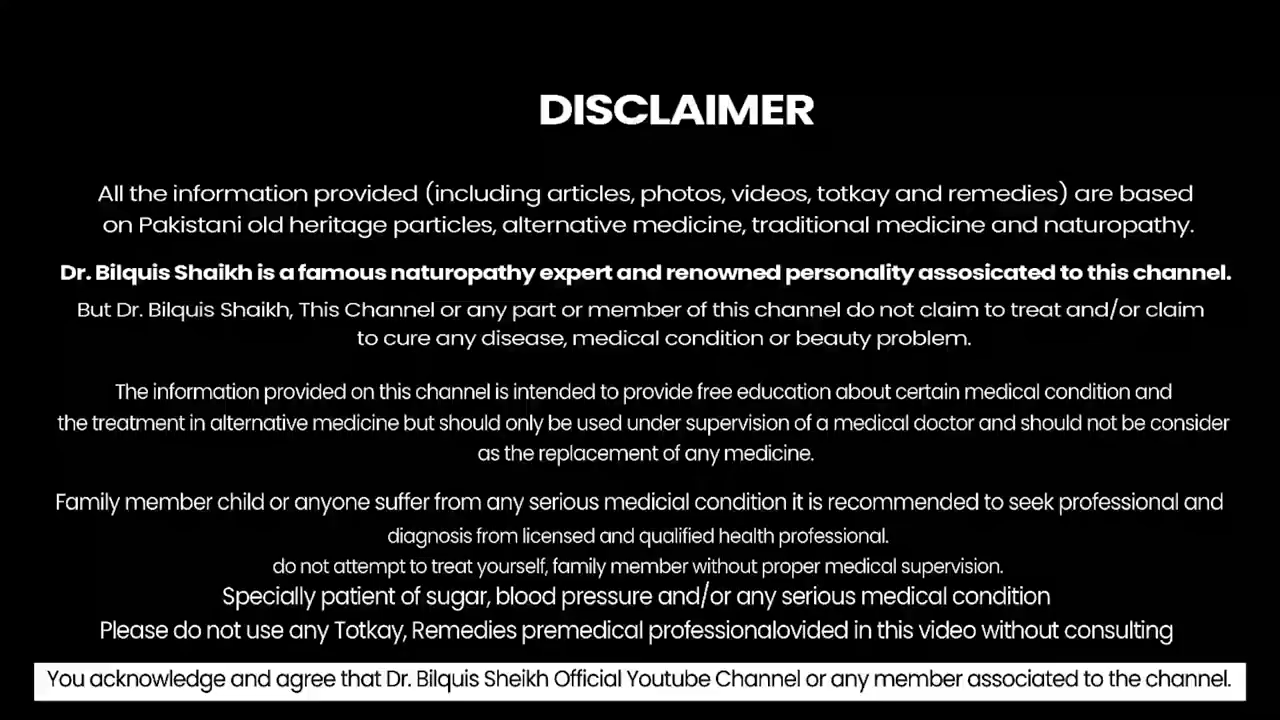 DISCLAIMER
All the information provided (including articles, photos, videos, totkay and remedies) are based
on Pakistani old heritage particles, alternative medicine, traditional medicine and naturopathy.
Dr. Bilquis Shaikh is a famous naturopathy expert and renowned personality assosicated to this channel.
But Dr. Bilquis Shaikh, This Channel or any part or member of this channel do not claim to treat and/or claim
to cure any disease, medical condition or beauty problem.
The information provided on this channel is intended to provide free education about certain medical condition and
the treatment in alternative medicine but should only be used under supervision of a medical doctor and should not be consider
as the replacement of any medicine.
Family member child or anyone suffer from any serious medicial condition it is recommended to seek professional and
diagnosis from licensed and qualified health professional.
do not attempt to treat yourself, family member without proper medical supervision.
Specially patient of sugar, blood pressure and/or any serious medical condition
Please do not use any Totkay, Remedies premedical professionalovided in this video without consulting
You acknowledge and agree that Dr. Bilquis Sheikh Official Youtube Channel or any member associated to the channel.